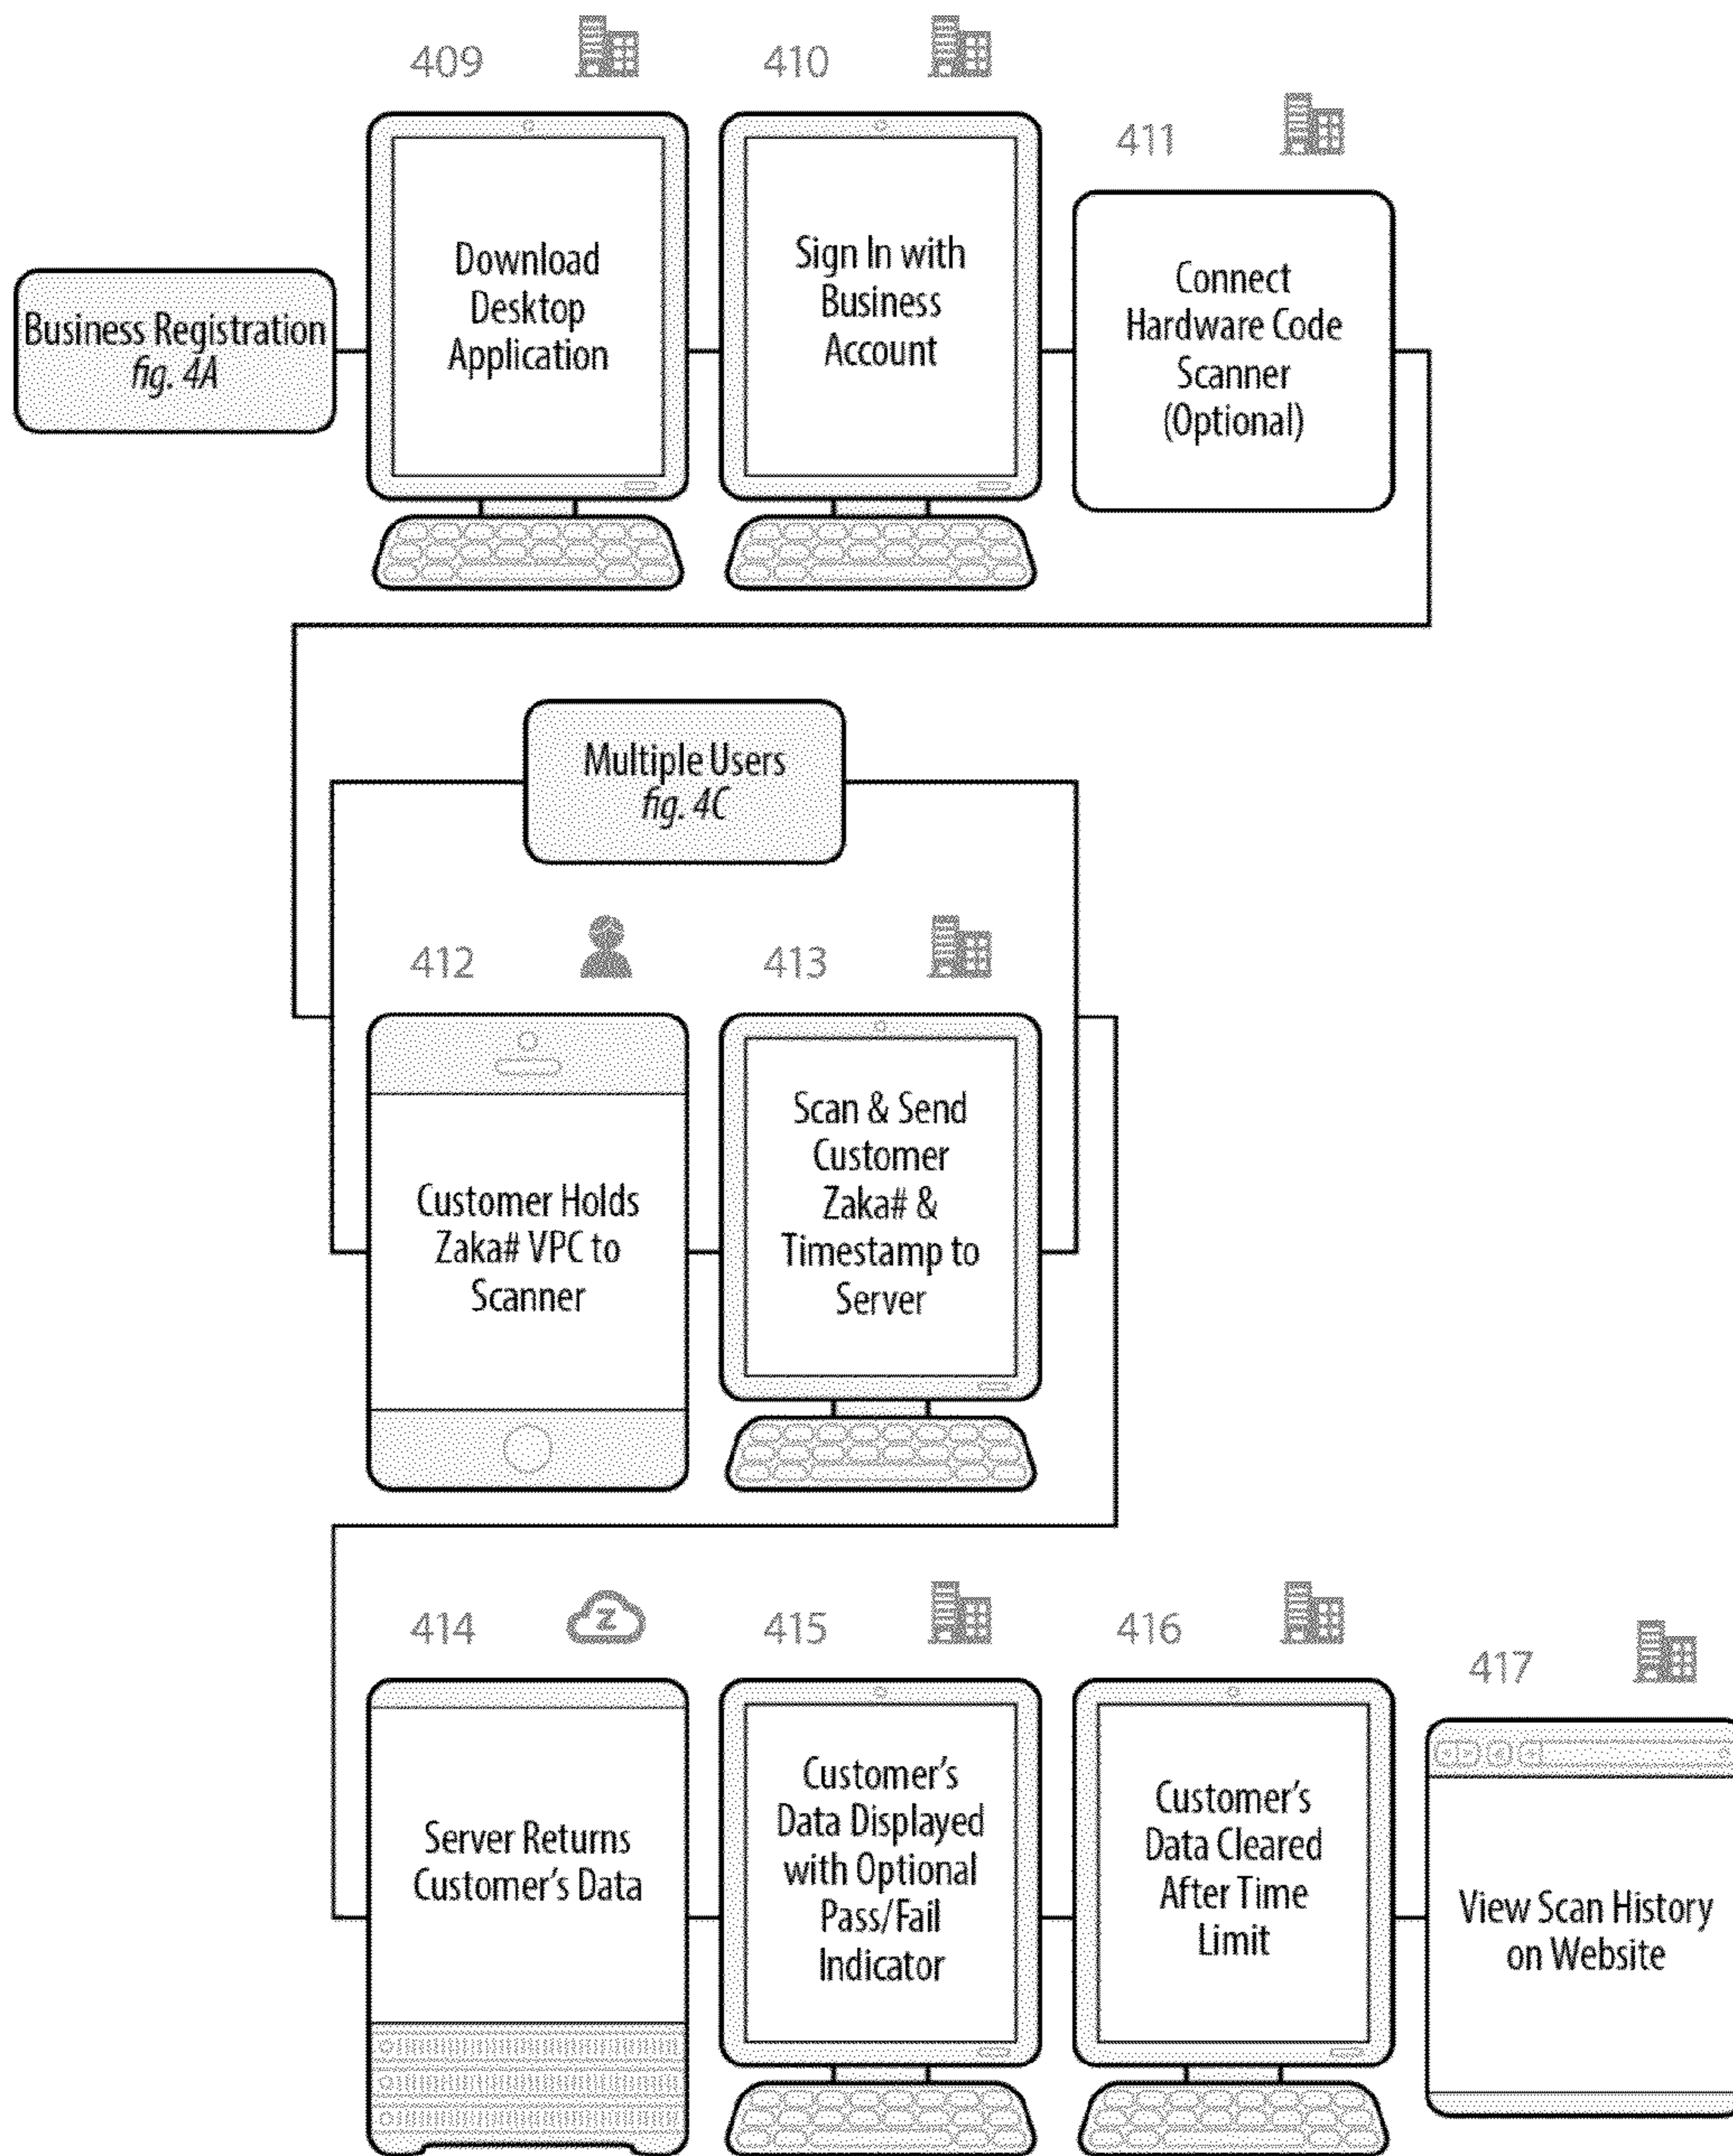 409
410
411
Business Registration
fig. 4A
Download
Desktop
Application
Sign In with
Business
Account
Connect
Hardware Code
Scanner
(Optional)
Multiple Users
fig. 4C
412
413
Customer Holds
Zaka# VPC to
Scanner
Scan & Send
Customer
Zaka# &
Timestamp to
Server
414
Z
415
416
417
Server Returns
Customer's Data
Customer's
Data Displayed
with Optional
Pass/Fail
Indicator
Customer's
Data Cleared
After Time
Limit
View Scan History
on Website